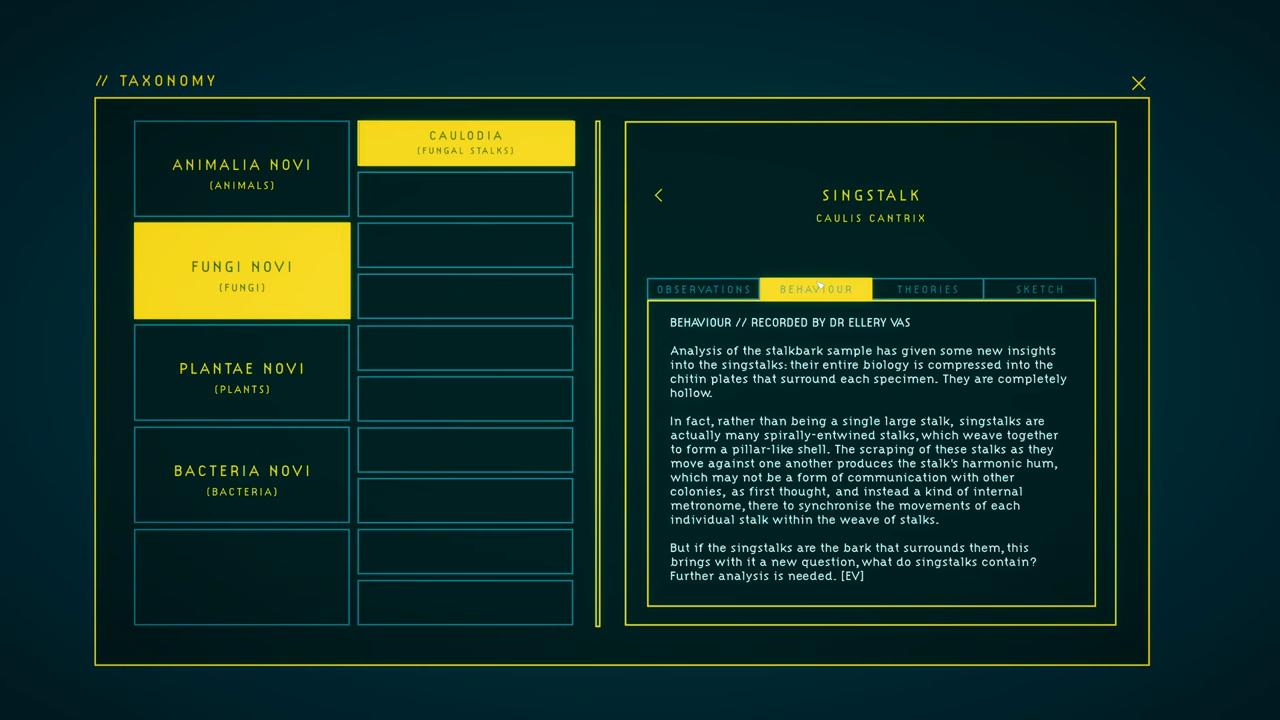 // TAXONOMY
ANIMALIA NOVI
(ANIMALS)
FUNGI NOVI
(FUNGI)
PLANTAE NOVI
(PLANTS)
BACTERIA NOVI
(BACTERIA)
CAULODIA
(FUNGAL STALKS)
SINGSTALK
CAULIS CANTRIX
OBSERVATIONS BEHAVIOUR THEORIES SKETCH
BEHAVIOUR // RECORDED BY DR ELLERY VAS
Analysis of the stalkbark sample has given some new insights
into the singstalks: their entire biology is compressed into the
chitin plates that surround each specimen. They are completely
hollow.
In fact, rather than being a single large stalk, singstalks are
actually many spirally-entwined stalks, which weave together
to form a pillar-like shell. The scraping of these stalks as they
move against one another produces the stalk's harmonic hum,
which may not be a form of communication with other
colonies, as first thought, and instead a kind of internal
metronome, there to synchronise the movements of each
individual stalk within the weave of stalks.
But if the singstalks are the bark that surrounds them, this
brings with it a new question, what do singstalks contain?
Further analysis is needed. [EV]